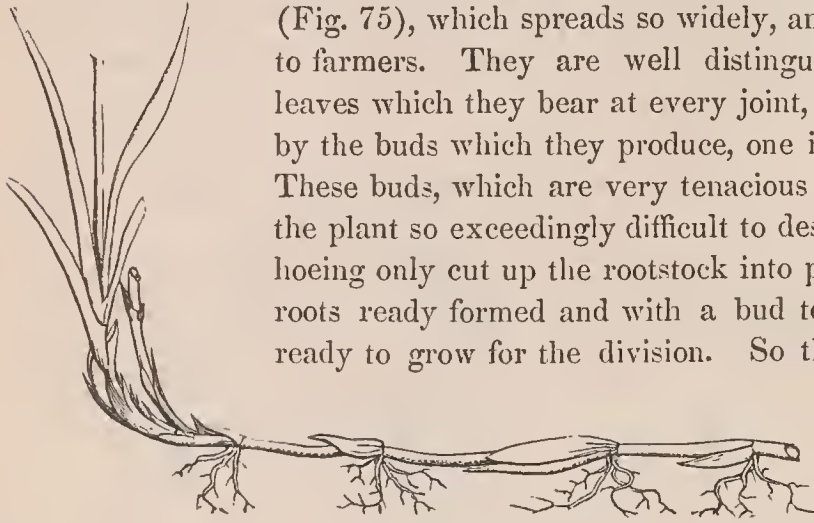 (Fig. 75), which spreads so widely, an
to farmers. They are well distingu
leaves which they bear at every joint,
by the buds which they produce, one i
These buds, which are very tenacious
the plant so exceedingly difficult to des
hoeing only cut up the rootstock into p
roots ready formed and with a bud to
ready to grow for the division. So th